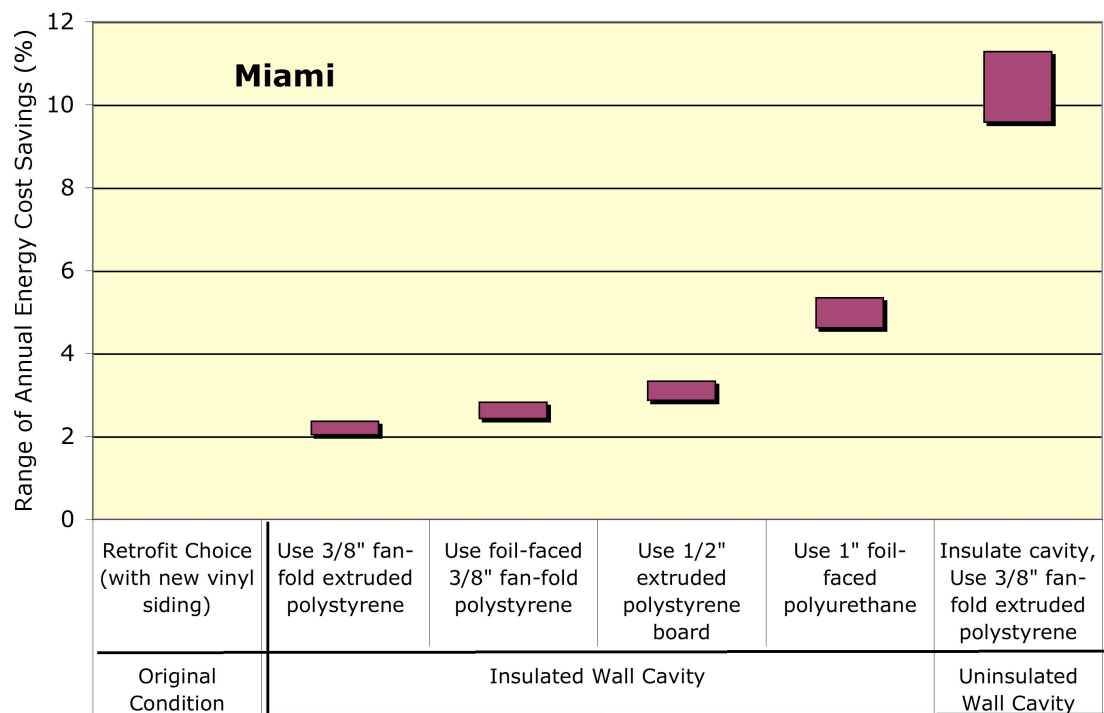 Range of Annual Energy Cost Savings (%)
12
10
8
6
4
2
0
Miami
Retrofit Choice
(with new vinyl
siding)
Use 3/8" fan-
fold extruded
polystyrene
Use foil-faced
3/8" fan-fold
polystyrene
Use 1/2"
extruded
polystyrene
board
Use 1" foil-
faced
polyurethane
Insulate cavity,
Use 3/8" fan-
fold extruded
polystyrene
Original
Condition
Insulated Wall Cavity
Uninsulated
Wall Cavity